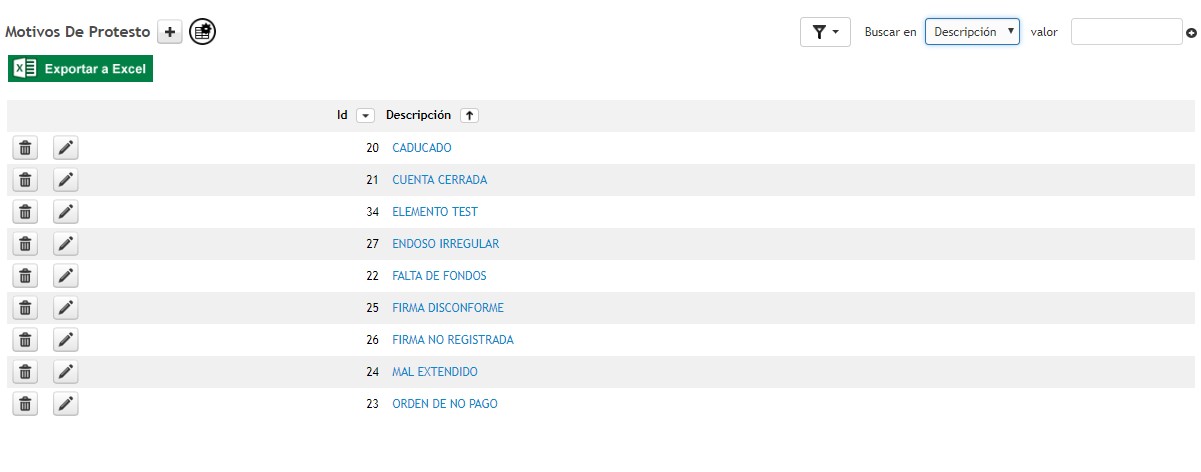 Motivos De Protesto Buscar en Descripción valor
Exportar a Excel
Id Descripción
20 CADUCADO
21 CUENTA CERRADA
34 ELEMENTO TEST
27 ENDOSO IRREGULAR
22 FALTA DE FONDOS
25 FIRMA DISCONFORME
26 FIRMA NO REGISTRADA
24 MAL EXTENDIDO
23 ORDEN DE NO PAGO